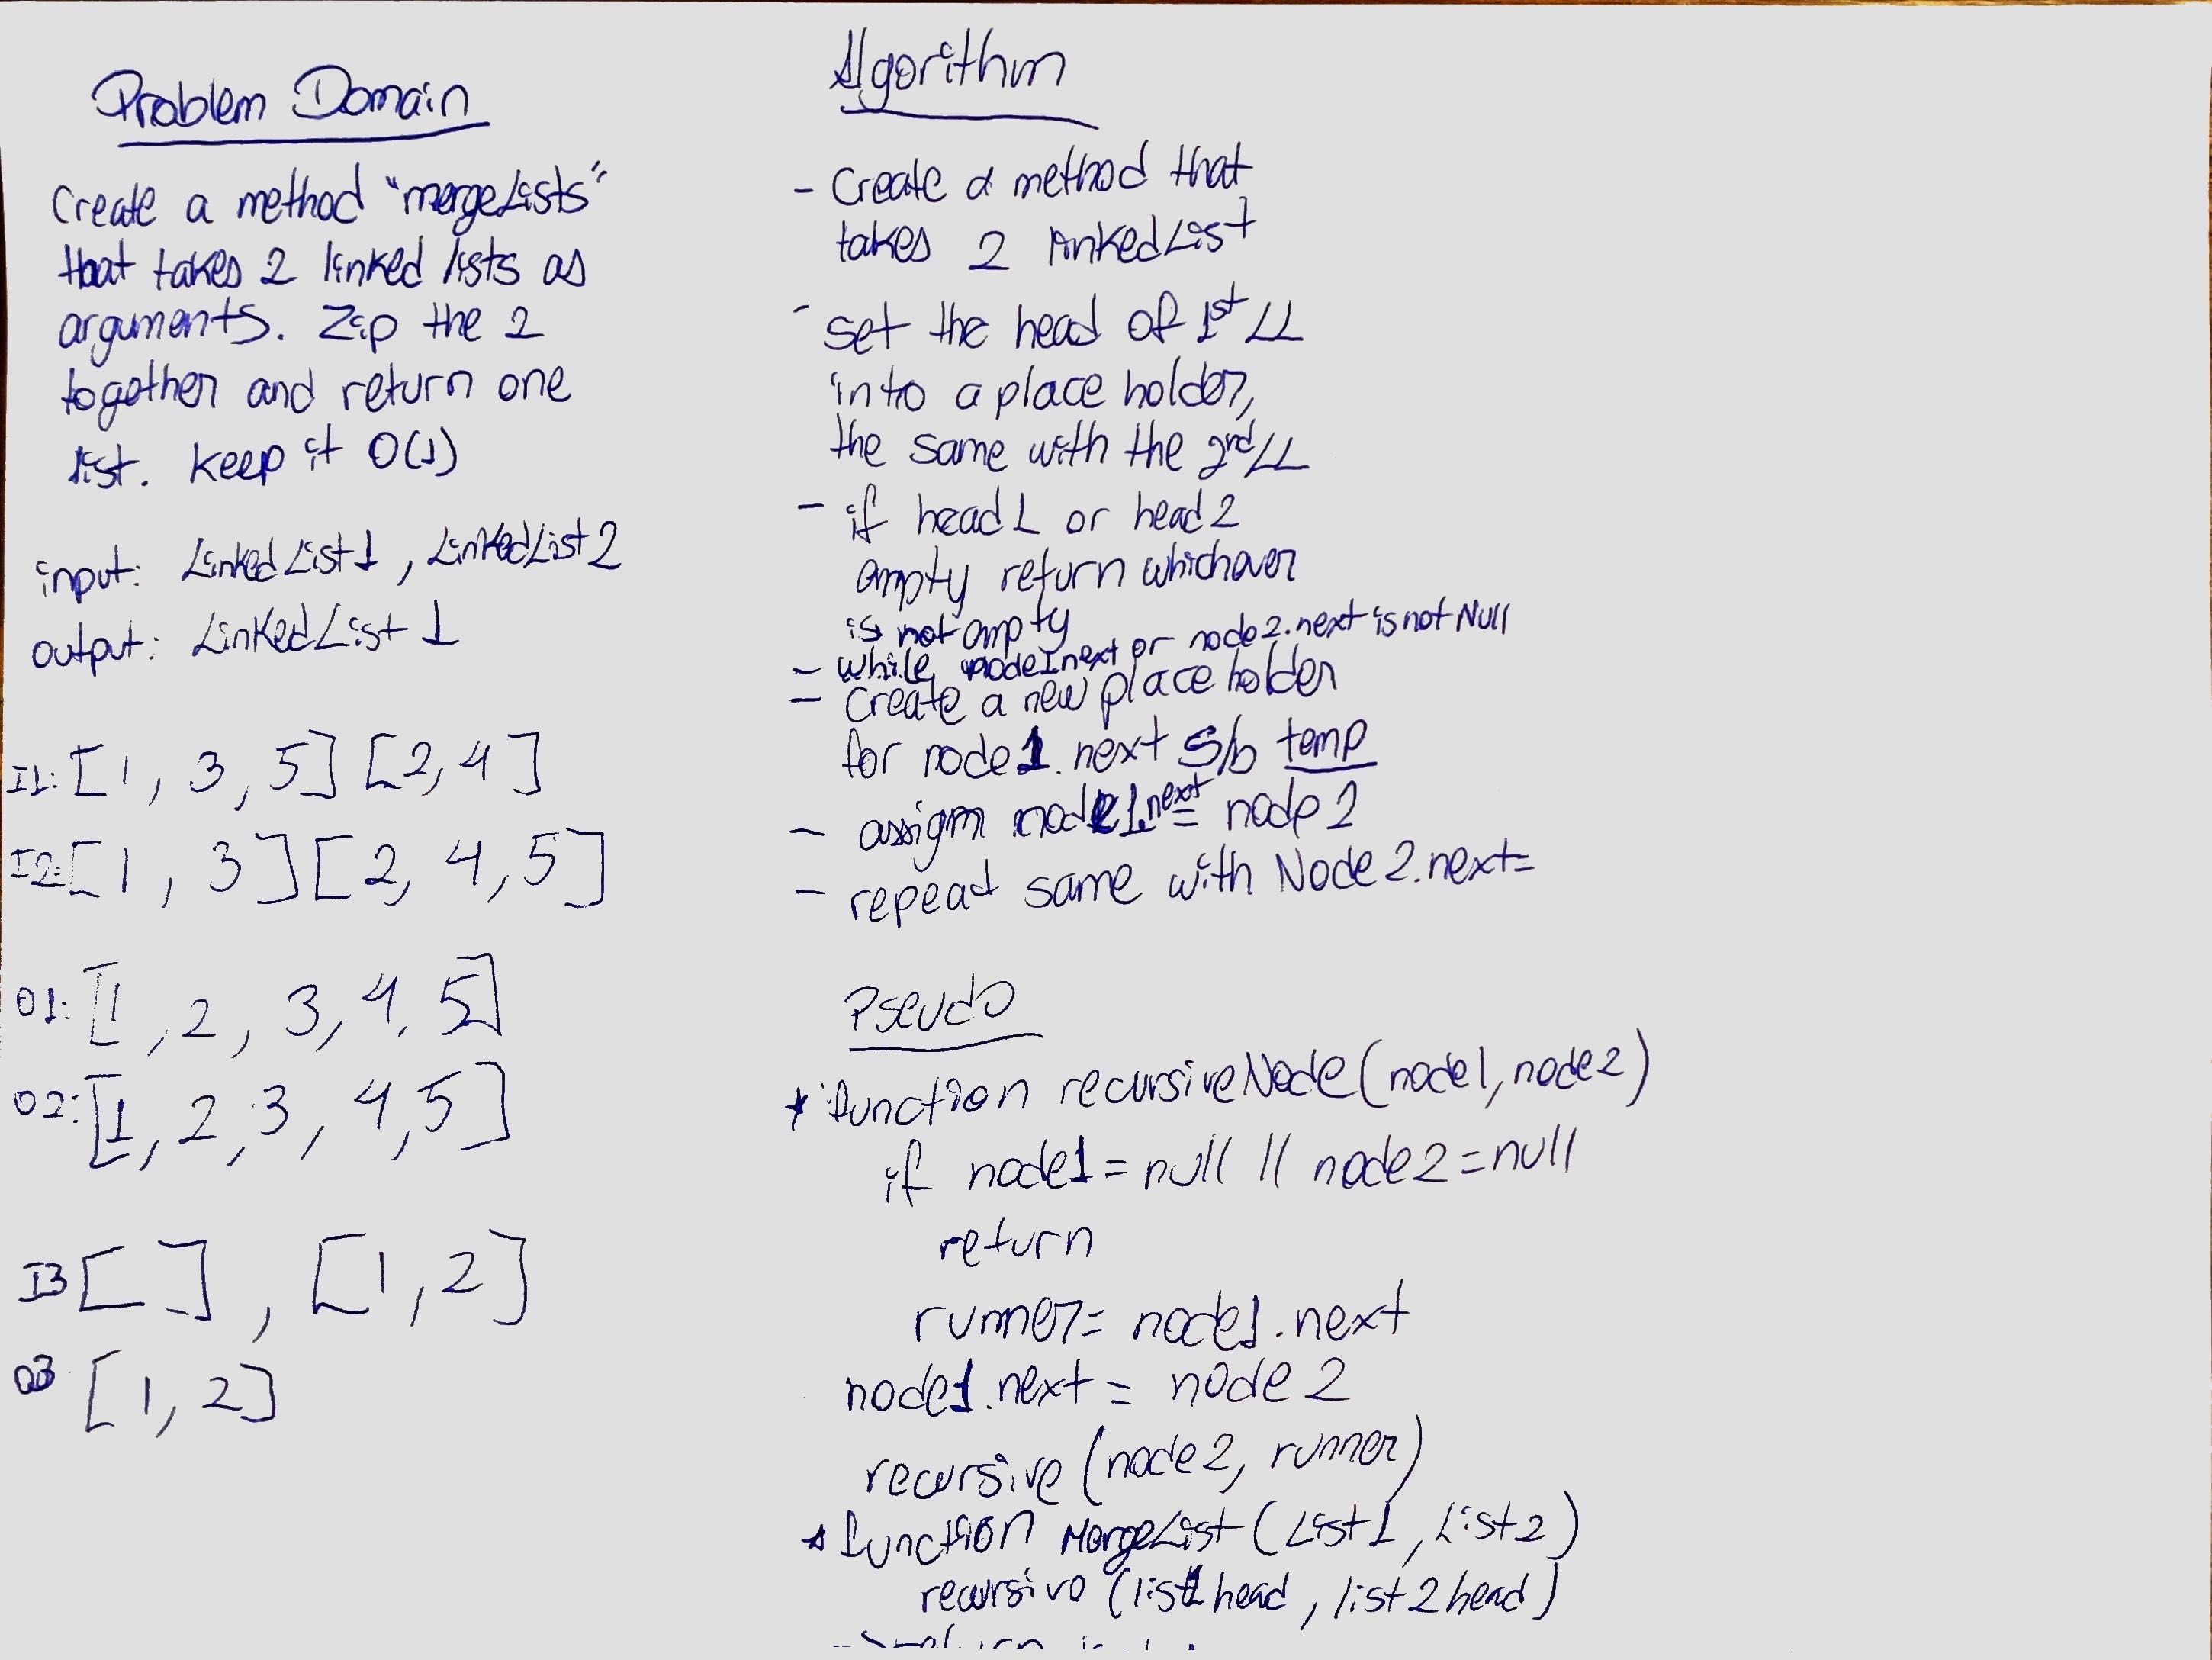 Problem Domain
Create a method "mergeLists"
that takes 2 linked lists as
arguments. Zip the 2
together and return one
list. Keep it O(1)
input: LinkedList1, LinkedList2
output: LinkedList1
I1: [1, 3, 5] [2, 4]
I2: [1, 3] [2, 4, 5]
O1: [1, 2, 3, 4, 5]
O2: [1, 2, 3, 4, 5]
I3 [ ], [1, 2]
O3 [1, 2]
Algorithm
- Create a method that
takes 2 linkedList
- set the head of 1st LL
into a place holder,
the same with the 2nd LL
- if head1 or head2
empty return whichever
is not empty
- while node1.next or node2.next is not Null
- Create a new place holder
for node1.next s/b temp
- assign node1.next = node2
- repeat same with Node2.next=
Pseudo
* function recursiveNode(node1, node2)
if node1 = null || node2 = null
return
runner = node1.next
node1.next = node2
recursive (node2, runner)
* function MergeList (List1, List2)
recursive (list1head, list2head)